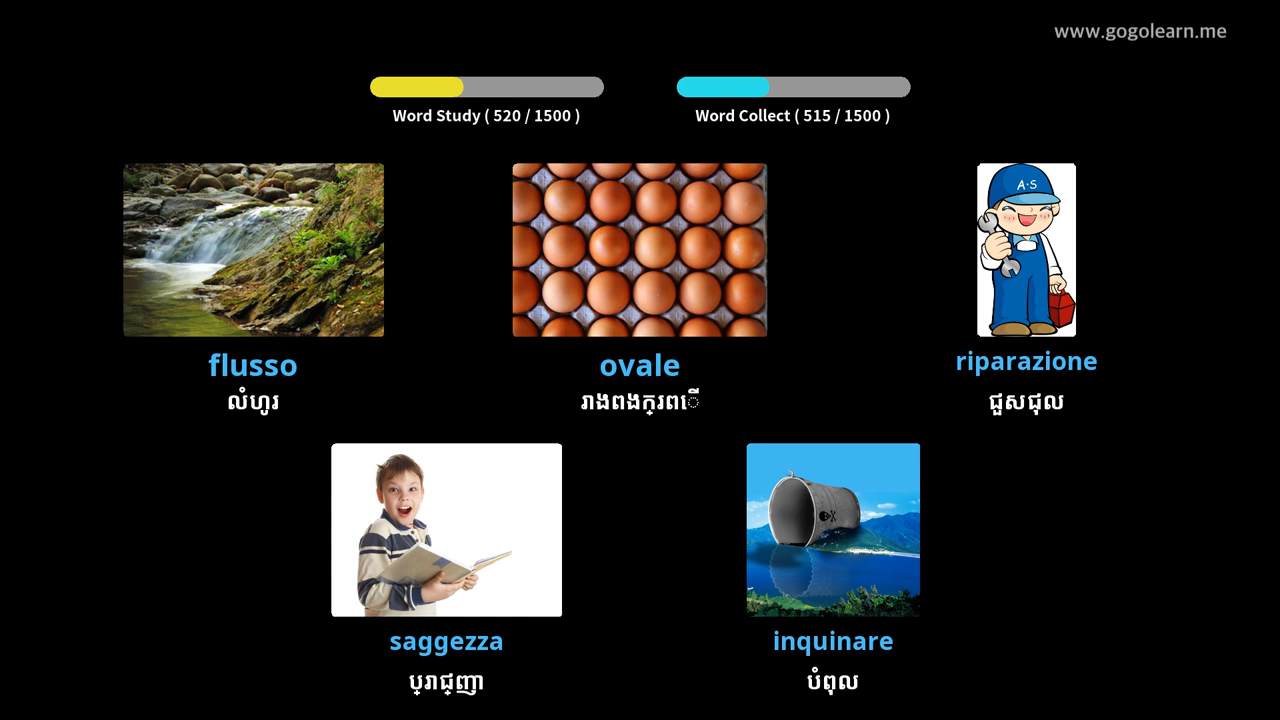 www.gogolearn.me
Word Study ( 520 / 1500 )
Word Collect ( 515 / 1500 )
A·S
flusso
ovale
riparazione
លំហូរ
រាងពងក្រពើ
ជួសជុល
saggezza
inquinare
ប្រាជ្ញា
បំពុល